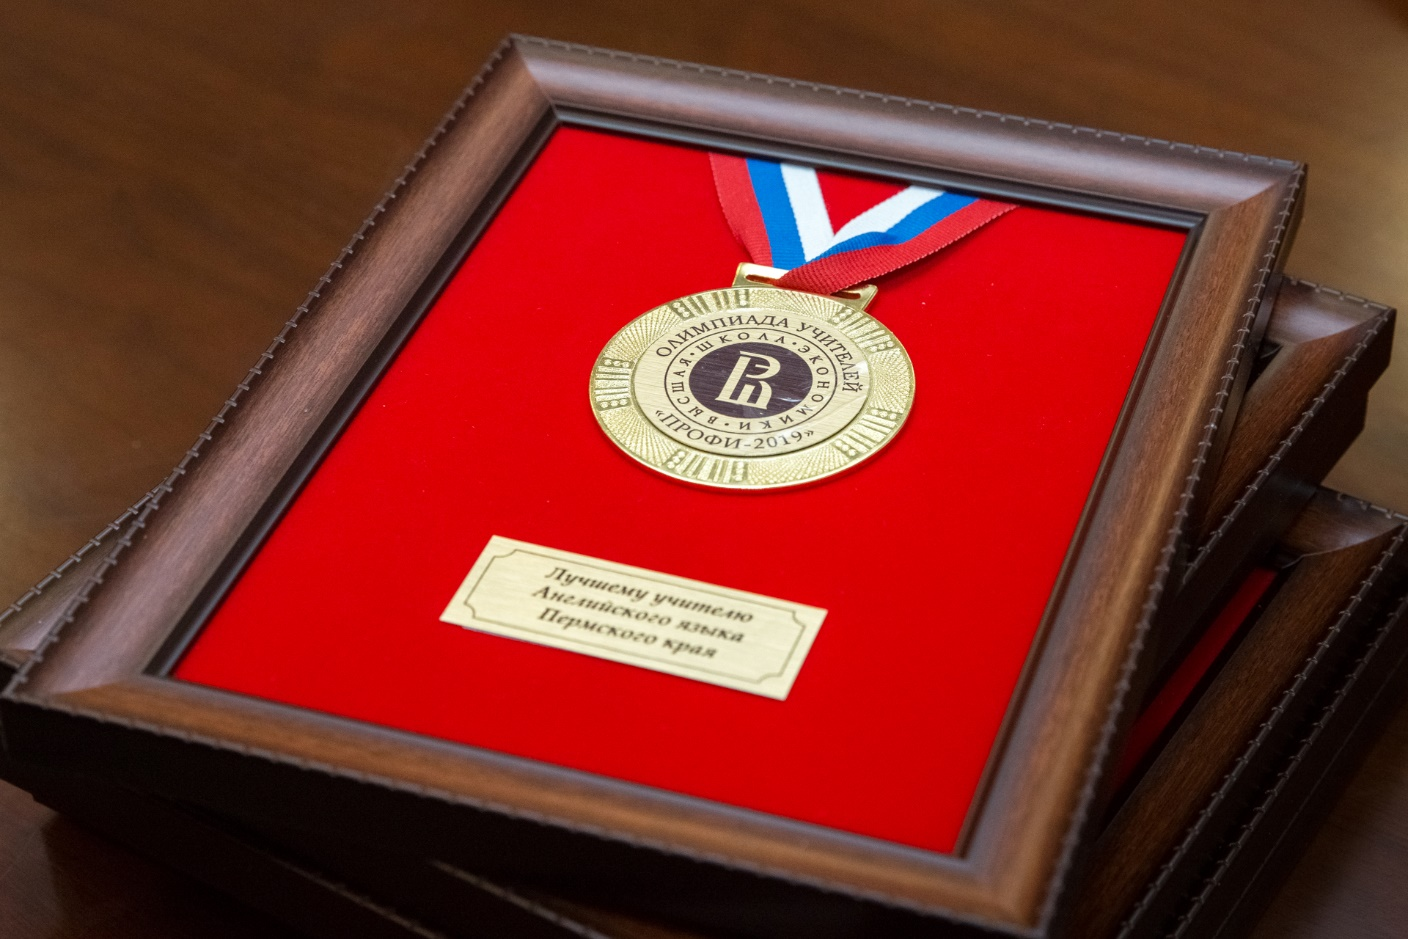 ОЛИМПИАДА УЧИТЕЛЕЙ
ВЫСШАЯ • ШКОЛА • ЭКОНОМИКИ •
«ПРОФИ-2019»
Лучшему учителю
Английского языка
Пермского края